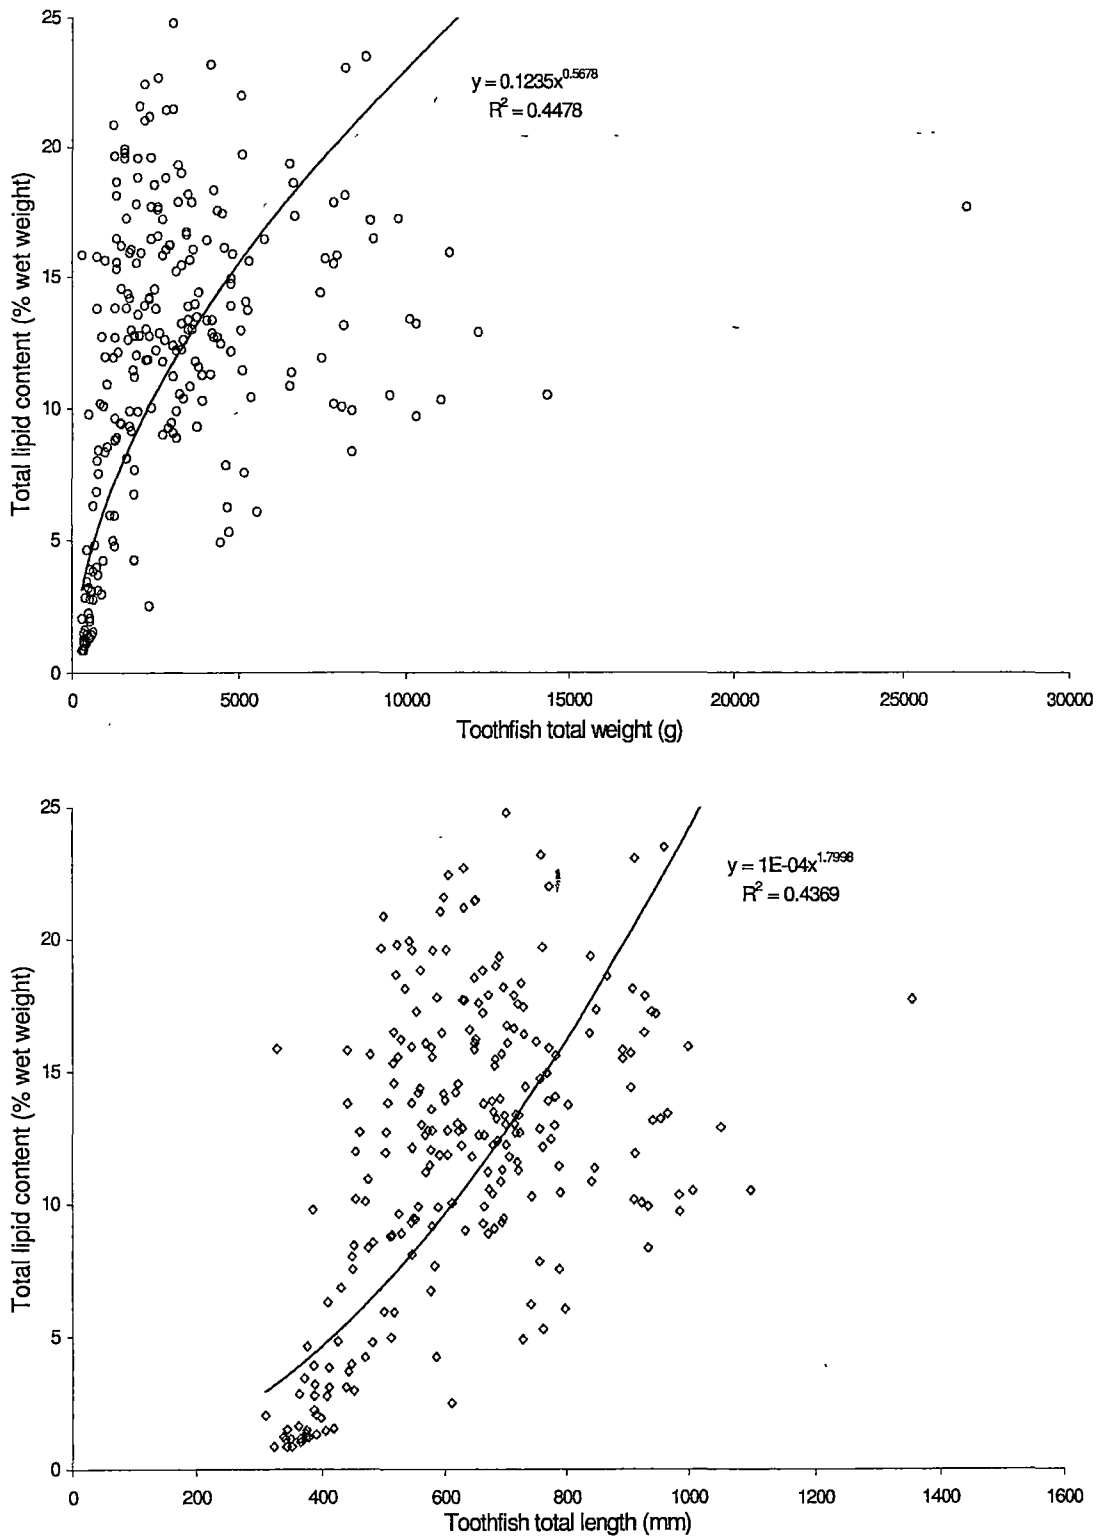 25
20
15
10
5
0
Total lipid content (% wet weight)
y = 0.1235x^0.5678
R² = 0.4478
0 5000 10000 15000 20000 25000 30000
Toothfish total weight (g)
25
20
15
10
5
0
Total lipid content (% wet weight)
y = 1E-04x^1.7998
R² = 0.4369
0 200 400 600 800 1000 1200 1400 1600
Toothfish total length (mm)